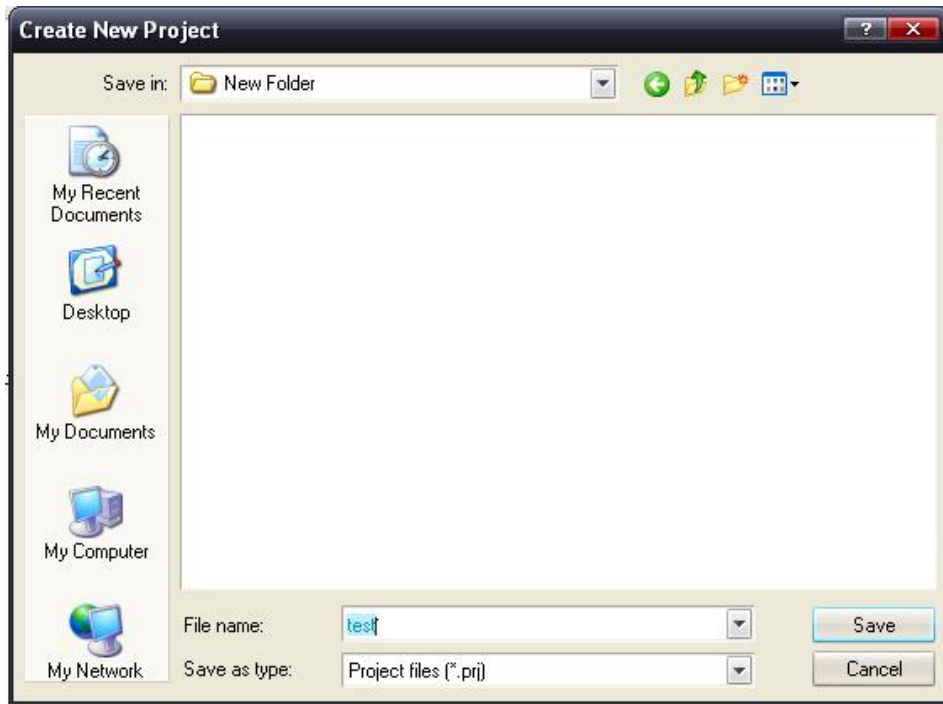 Create New Project
?
Save in:
New Folder
My Recent
Documents
Desktop
My Documents
My Computer
My Network
File name:
test
Save
Save as type:
Project files (*.prj)
Cancel